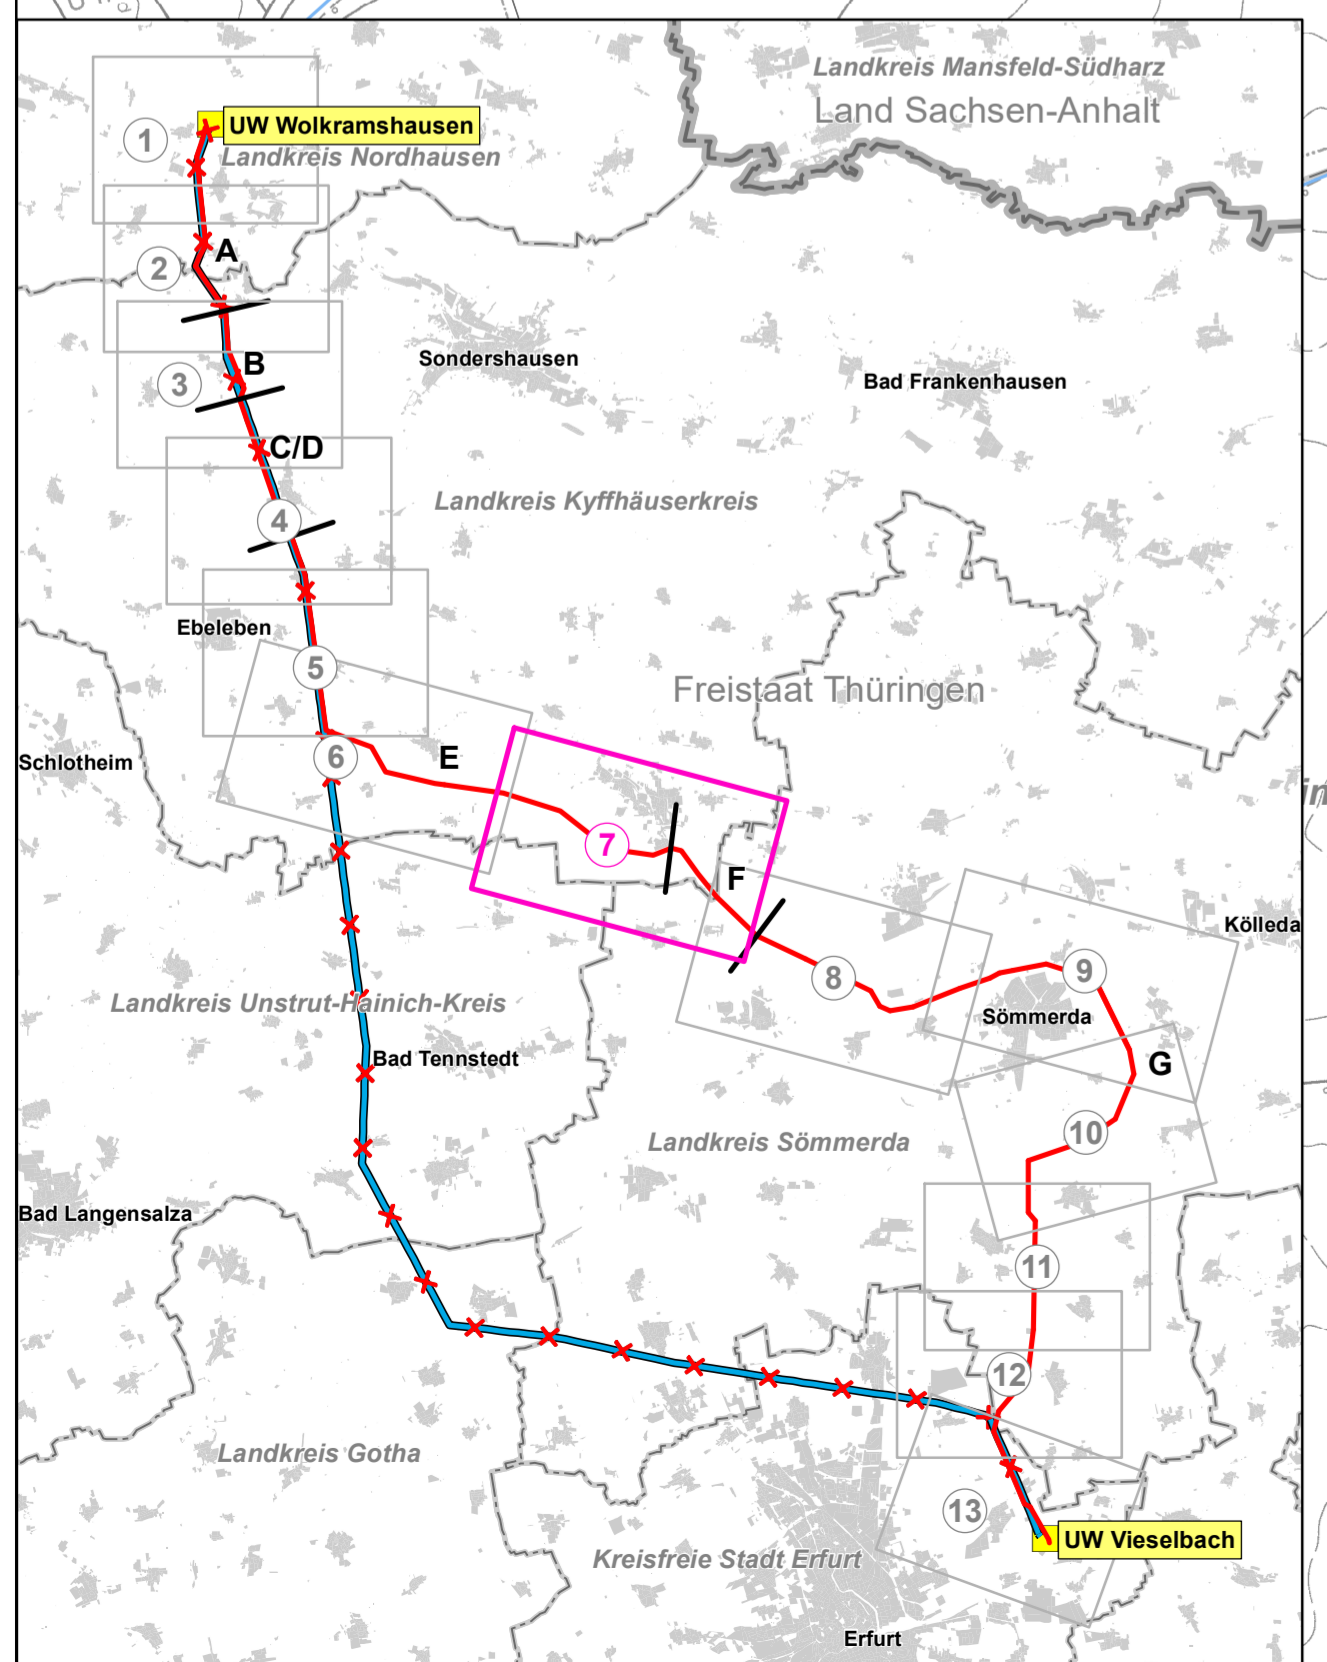 Landkreis Mansfeld-Südharz
Land Sachsen-Anhalt
UW Wolkramshausen
1
Landkreis Nordhausen
A
2
Sondershausen
B
3
Bad Frankenhausen
C/D
Landkreis Kyffhäuserkreis
4
Ebeleben
5
Freistaat Thüringen
Schlotheim
6
E
7
F
Kölleda
8
9
Landkreis Unstrut-Hainich-Kreis
Sömmerda
Bad Tennstedt
G
10
Landkreis Sömmerda
Bad Langensalza
11
12
Landkreis Gotha
13
UW Vieselbach
Kreisfreie Stadt Erfurt
Erfurt